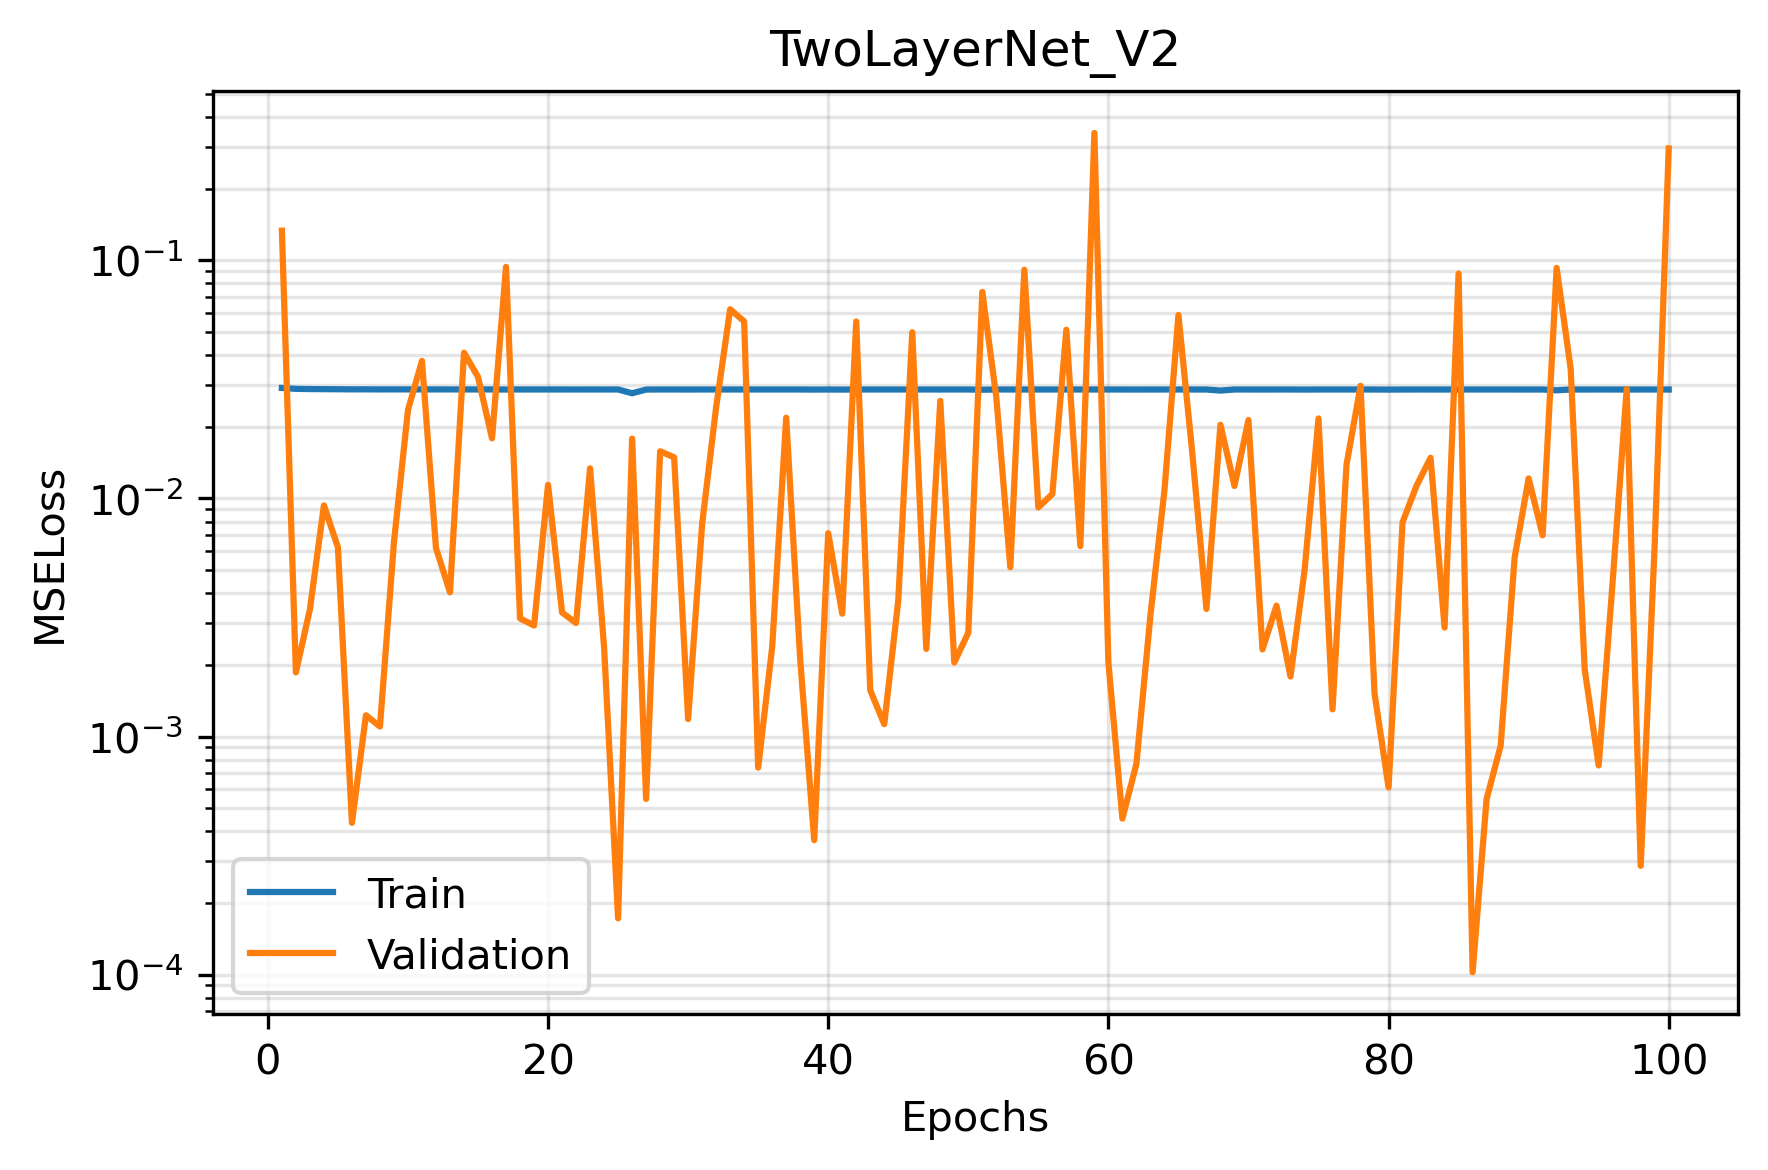 TwoLayerNet_V2
MSELoss
10⁻¹
10⁻²
10⁻³
10⁻⁴
Train
Validation
0 20 40 60 80 100
Epochs